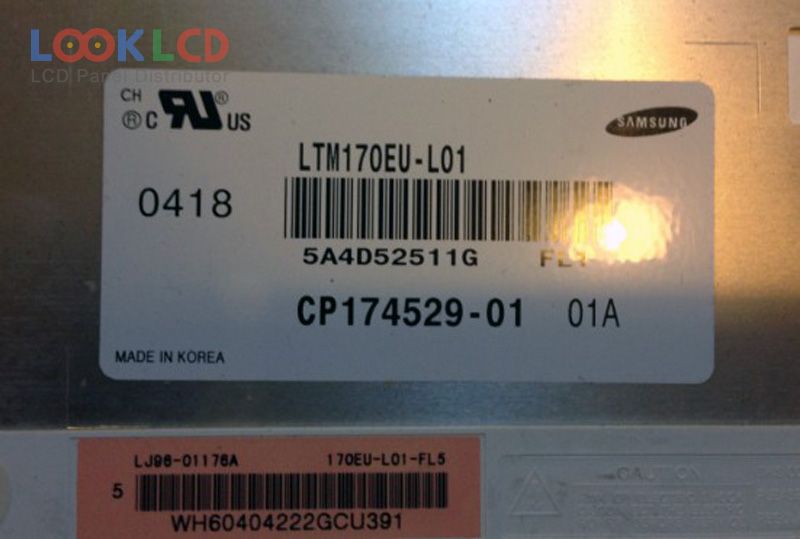 LOOKLCD
LCD Panel Distributor
CH
® C RU ® US
SAMSUNG
LTM170EU-L01
0418
5A4D52511G
CP174529-01 01A
MADE IN KOREA
LJ96-01176A 170EU-L01-FL5
5
WH60404222GCU391
CAUTION